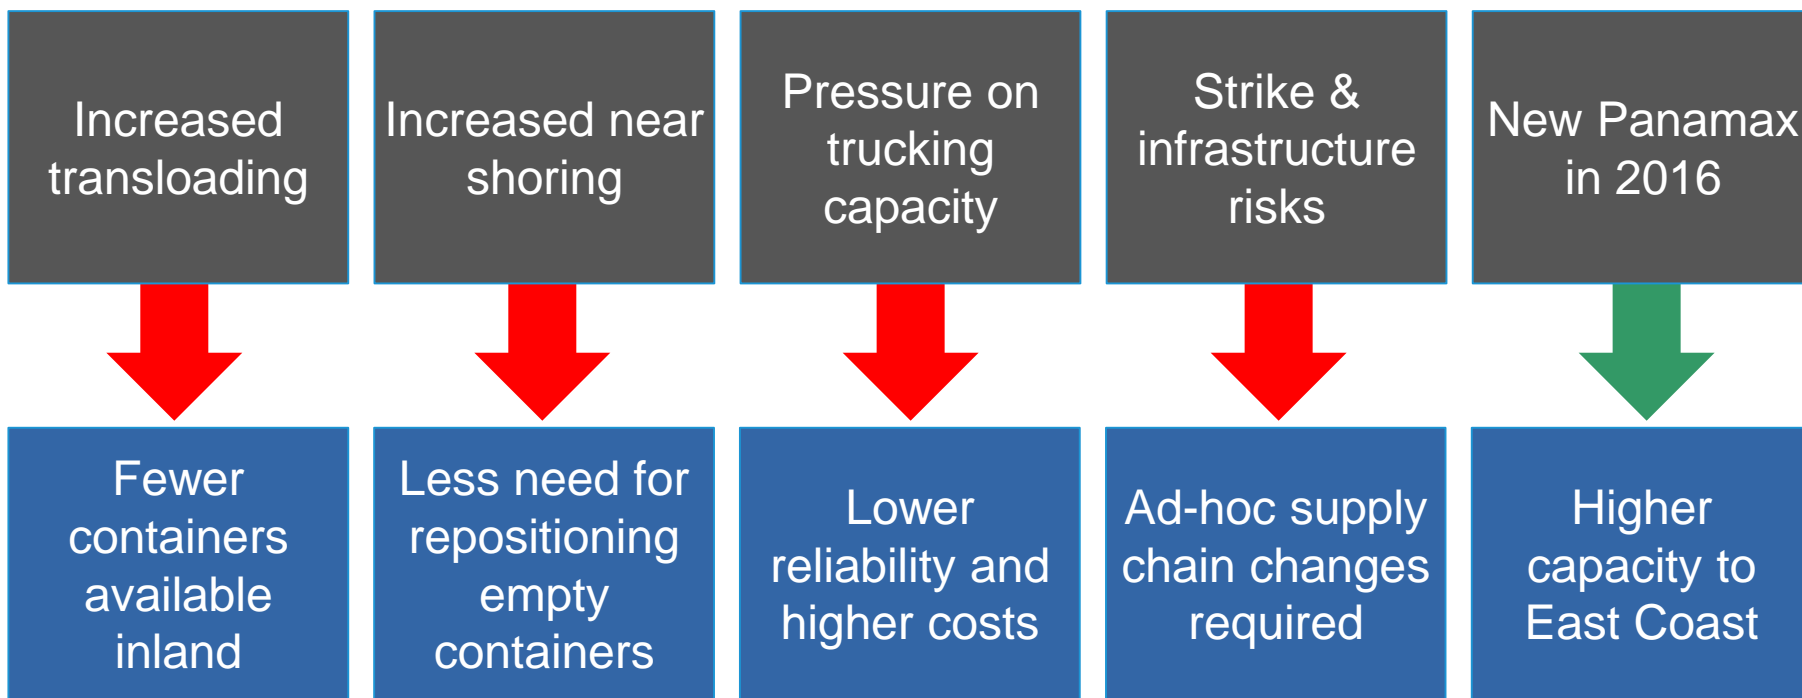 Increased
transloading
Increased near
shoring
Pressure on
trucking
capacity
Strike &
infrastructure
risks
New Panamax
in 2016
Fewer
containers
available
inland
Less need for
repositioning
empty
containers
Lower
reliability and
higher costs
Ad-hoc supply
chain changes
required
Higher
capacity to
East Coast